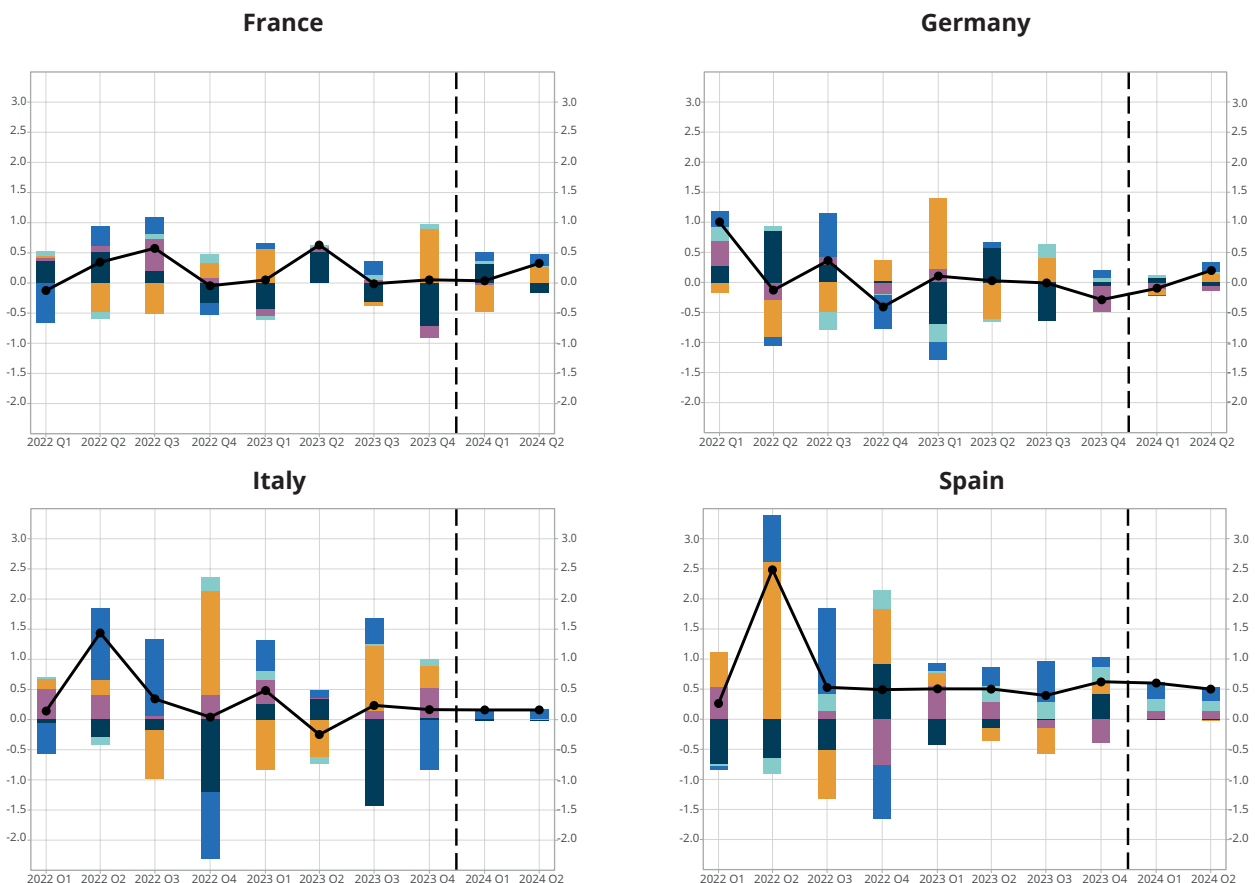 France
Germany
3.0 3.0 3.0 3.0
2.5 2.5 2.5 2.5
2.0 2.0 2.0 2.0
1.5 1.5 1.5 1.5
1.0 1.0 1.0 1.0
0.5 0.5 0.5 0.5
0.0 0.0 0.0 0.0
-0.5 -0.5 -0.5 -0.5
-1.0 -1.0 -1.0 -1.0
-1.5 -1.5 -1.5 -1.5
-2.0 -2.0 -2.0 -2.0
2022 Q1 2022 Q2 2022 Q3 2022 Q4 2023 Q1 2023 Q2 2023 Q3 2023 Q4 2024 Q1 2024 Q2
2022 Q1 2022 Q2 2022 Q3 2022 Q4 2023 Q1 2023 Q2 2023 Q3 2023 Q4 2024 Q1 2024 Q2
Italy
Spain
3.0 3.0 3.0 3.0
2.5 2.5 2.5 2.5
2.0 2.0 2.0 2.0
1.5 1.5 1.5 1.5
1.0 1.0 1.0 1.0
0.5 0.5 0.5 0.5
0.0 0.0 0.0 0.0
-0.5 -0.5 -0.5 -0.5
-1.0 -1.0 -1.0 -1.0
-1.5 -1.5 -1.5 -1.5
-2.0 -2.0 -2.0 -2.0
2022 Q1 2022 Q2 2022 Q3 2022 Q4 2023 Q1 2023 Q2 2023 Q3 2023 Q4 2024 Q1 2024 Q2
2022 Q1 2022 Q2 2022 Q3 2022 Q4 2023 Q1 2023 Q2 2023 Q3 2023 Q4 2024 Q1 2024 Q2